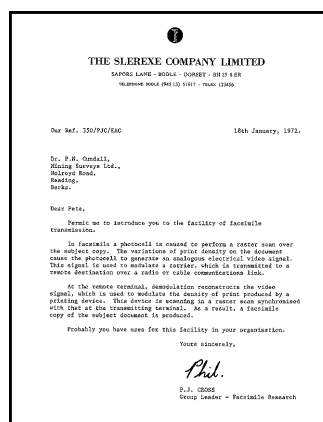 THE SLEREXE COMPANY LIMITED
SAPORS LANE - BOOLE - DORSET - BH 25 8 ER
TELEPHONE BOOLE (945 13) 51617 - TELEX 123456
Our Ref. 350/PJC/EAC
18th January, 1972.
Dr. P.N. Cundall,
Mining Surveys Ltd.,
Holroyd Road,
Reading,
Berks.
Dear Pete,
Permit me to introduce you to the facility of facsimile
transmission.
In facsimile a photocell is caused to perform a raster scan over
the subject copy. The variations of print density on the document
cause the photocell to generate an analogous electrical video signal.
This signal is used to modulate a carrier, which is transmitted to a
remote destination over a radio or cable communications link.
At the remote terminal, demodulation reconstructs the video
signal, which is used to modulate the density of print produced by a
printing device. This device is scanning in a raster scan synchronised
with that at the transmitting terminal. As a result, a facsimile
copy of the subject document is produced.
Probably you have uses for this facility in your organisation.
Yours sincerely,
Phil.
P.J. CROSS
Group Leader - Facsimile Research